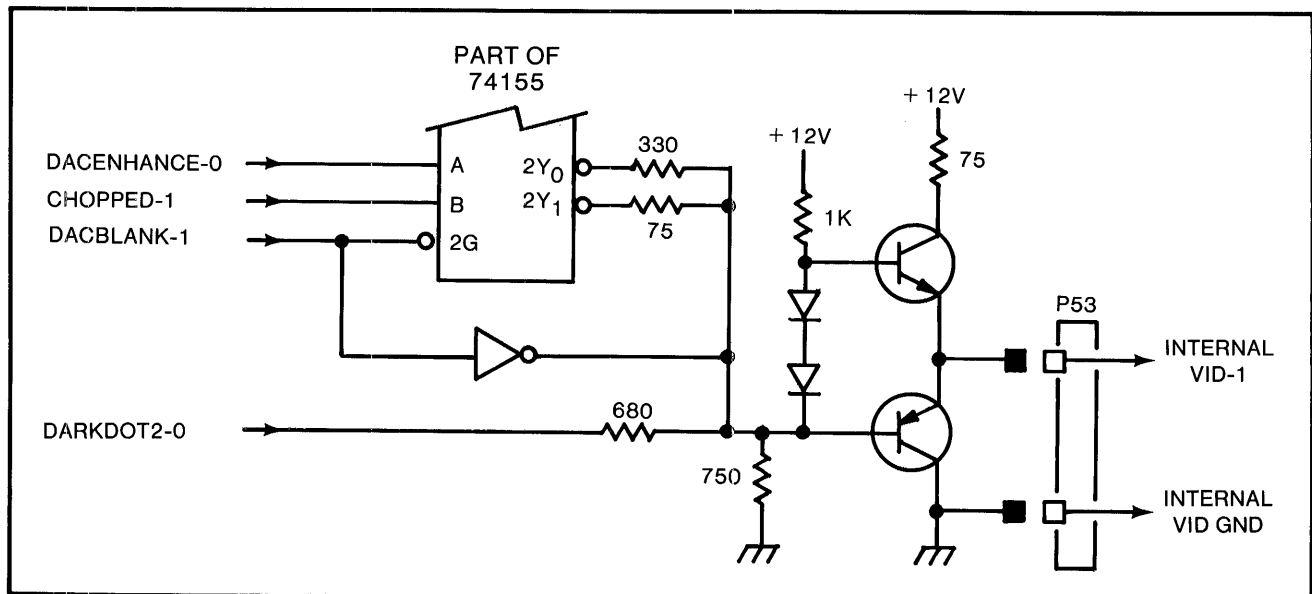 PART OF
74155
+ 12V
+ 12V
DACENHANCE-0
A
2Y0
330
75
CHOPPED-1
B
2Y1
75
1K
DACBLANK-1
2G
P53
INTERNAL
VID-1
DARKDOT2-0
680
750
INTERNAL
VID GND